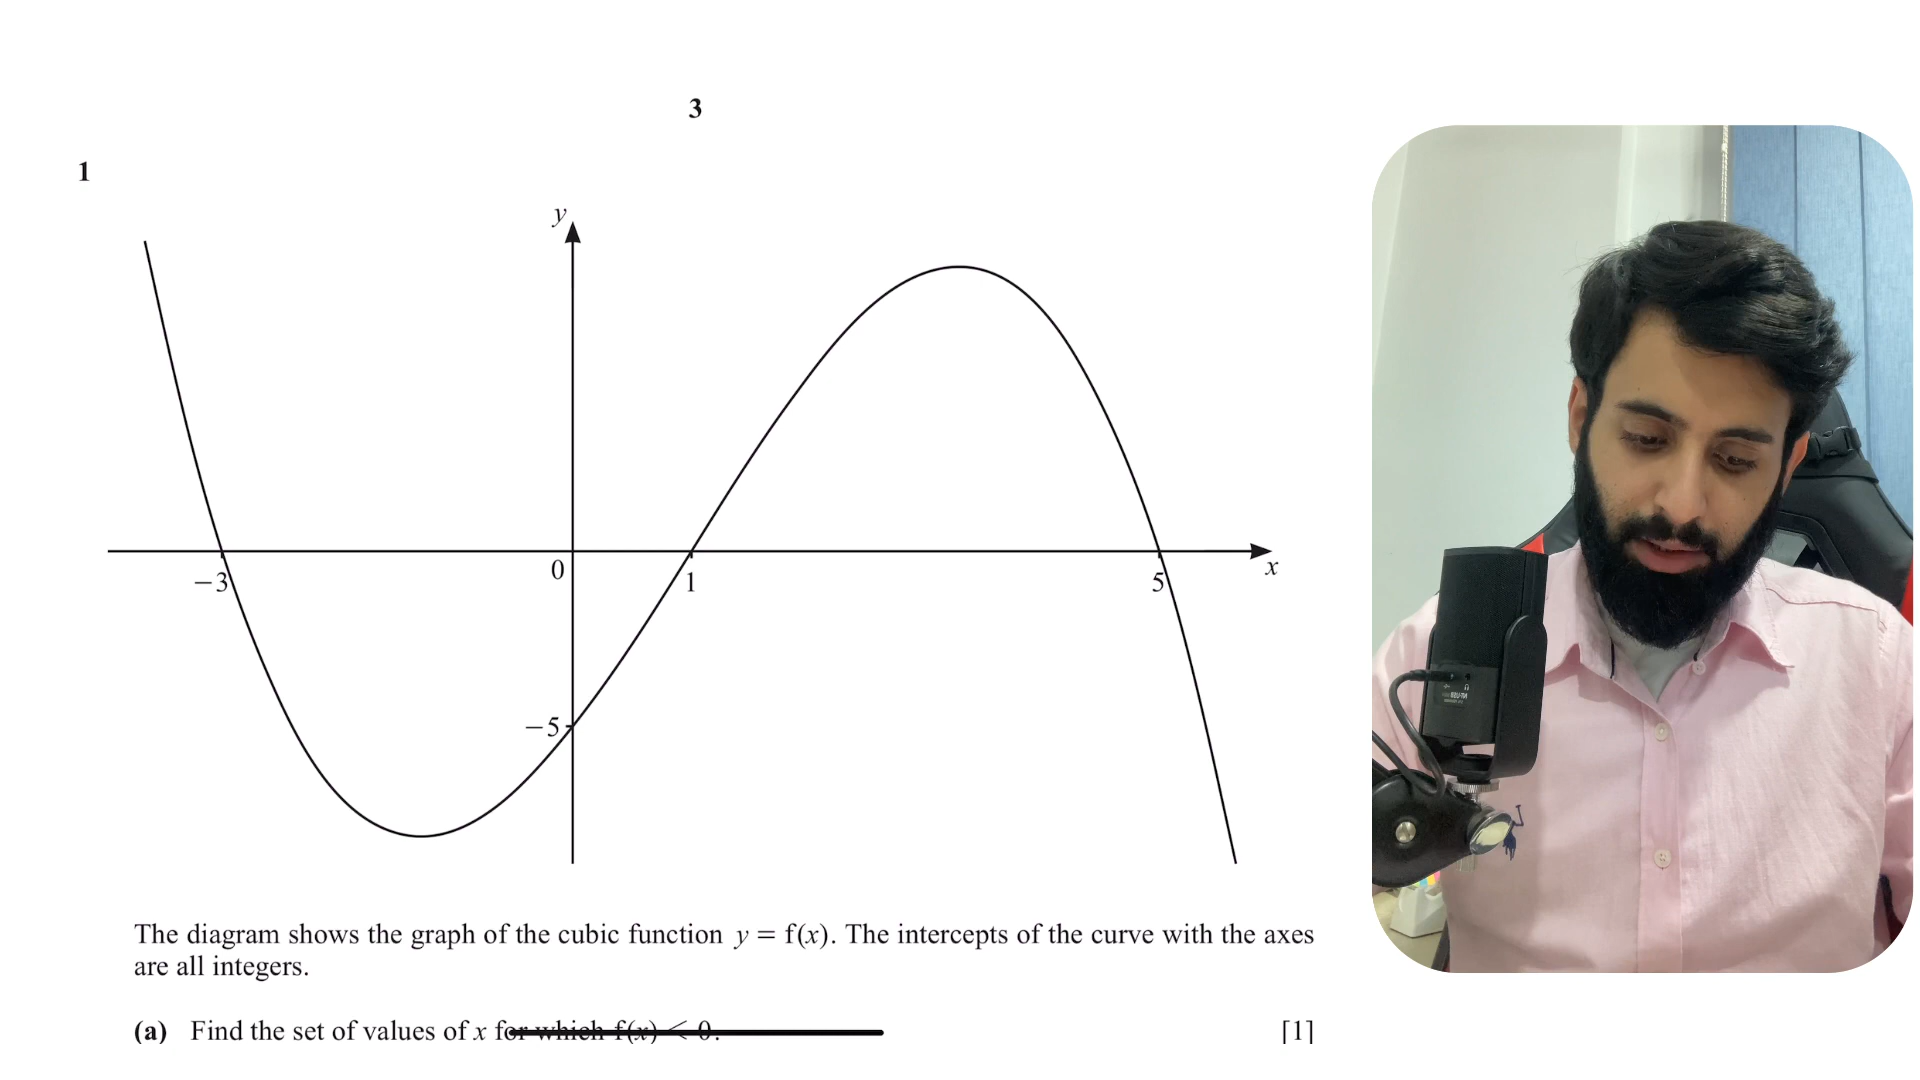 3
1
y
0
x
−3
1
5
−5
The diagram shows the graph of the cubic function y = f(x). The intercepts of the curve with the axes
are all integers.
(a) Find the set of values of x for which f(x) < 0. [1]